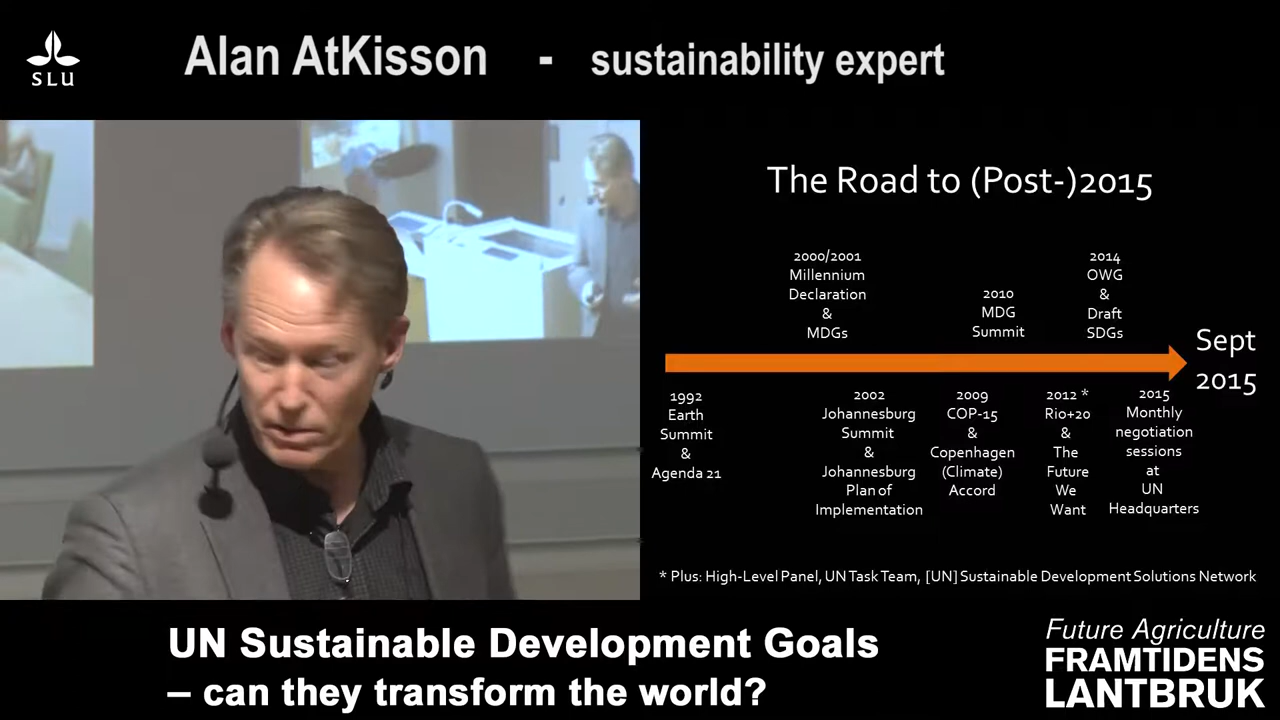 SLU
Alan AtKisson - sustainability expert
The Road to (Post-)2015
2000/2001
Millennium
Declaration
&
MDGs
2010
MDG
Summit
2014
OWG
&
Draft
SDGs
Sept
2015
1992
Earth
Summit
&
Agenda 21
2002
Johannesburg
Summit
&
Johannesburg
Plan of
Implementation
2009
COP-15
&
Copenhagen
(Climate)
Accord
2012 *
Rio+20
&
The
Future
We
Want
2015
Monthly
negotiation
sessions
at
UN
Headquarters
* Plus: High-Level Panel, UN Task Team, [UN] Sustainable Development Solutions Network
UN Sustainable Development Goals
– can they transform the world?
Future Agriculture
FRAMTIDENS
LANTBRUK